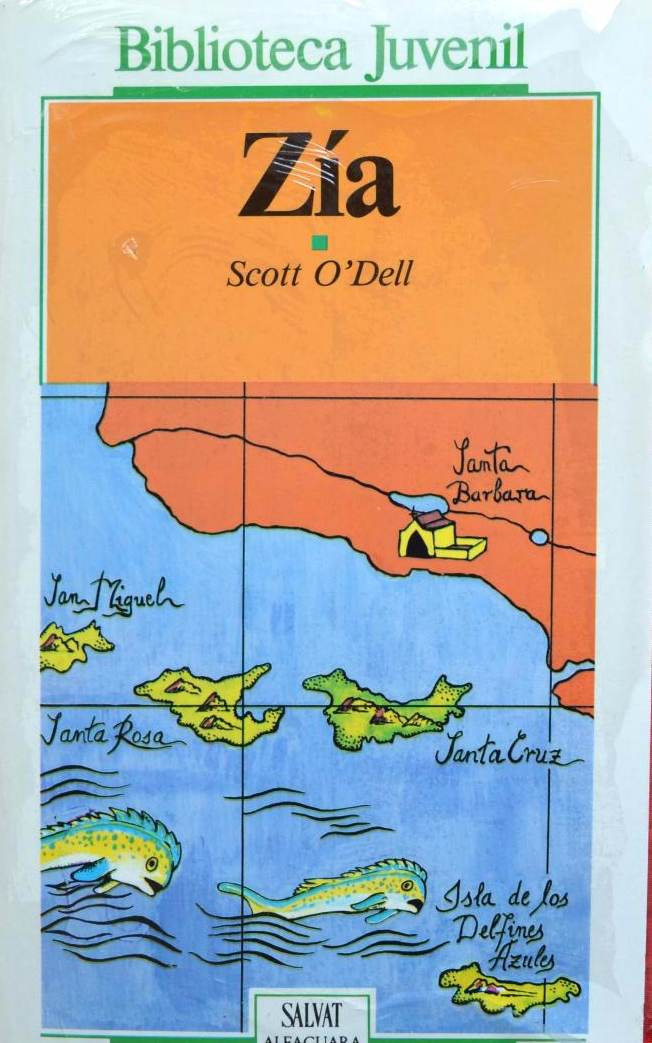 Biblioteca Juvenil
Zía
Scott O'Dell
Santa
Barbara
San Miguel
Santa Rosa
Santa Cruz
Isla de los
Delfines
Azules
SALVAT
ALFAGUARA